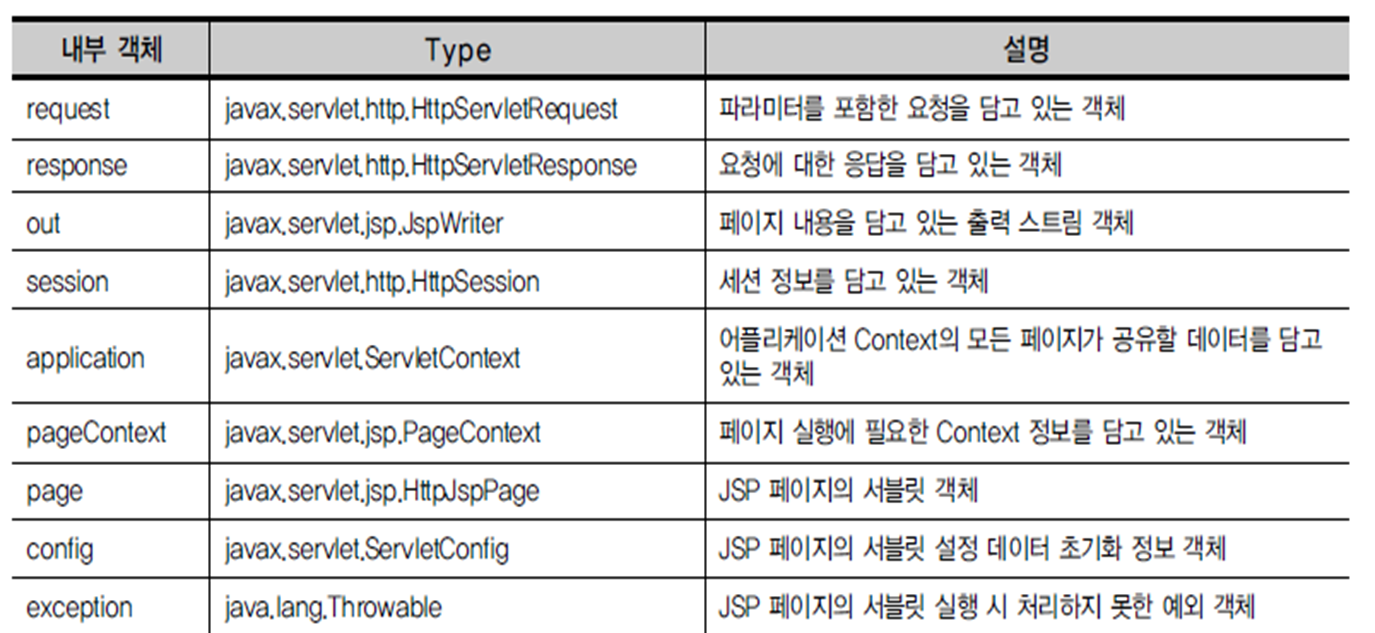 내부 객체 Type 설명
request javax.servlet.http.HttpServletRequest 파라미터를 포함한 요청을 담고 있는 객체
response javax.servlet.http.HttpServletResponse 요청에 대한 응답을 담고 있는 객체
out javax.servlet.jsp.JspWriter 페이지 내용을 담고 있는 출력 스트림 객체
session javax.servlet.http.HttpSession 세션 정보를 담고 있는 객체
application javax.servlet.ServletContext 어플리케이션 Context의 모든 페이지가 공유할 데이터를 담고
있는 객체
pageContext javax.servlet.jsp.PageContext 페이지 실행에 필요한 Context 정보를 담고 있는 객체
page javax.servlet.jsp.HttpJspPage JSP 페이지의 서블릿 객체
config javax.servlet.ServletConfig JSP 페이지의 서블릿 설정 데이터 초기화 정보 객체
exception java.lang.Throwable JSP 페이지의 서블릿 실행 시 처리하지 못한 예외 객체